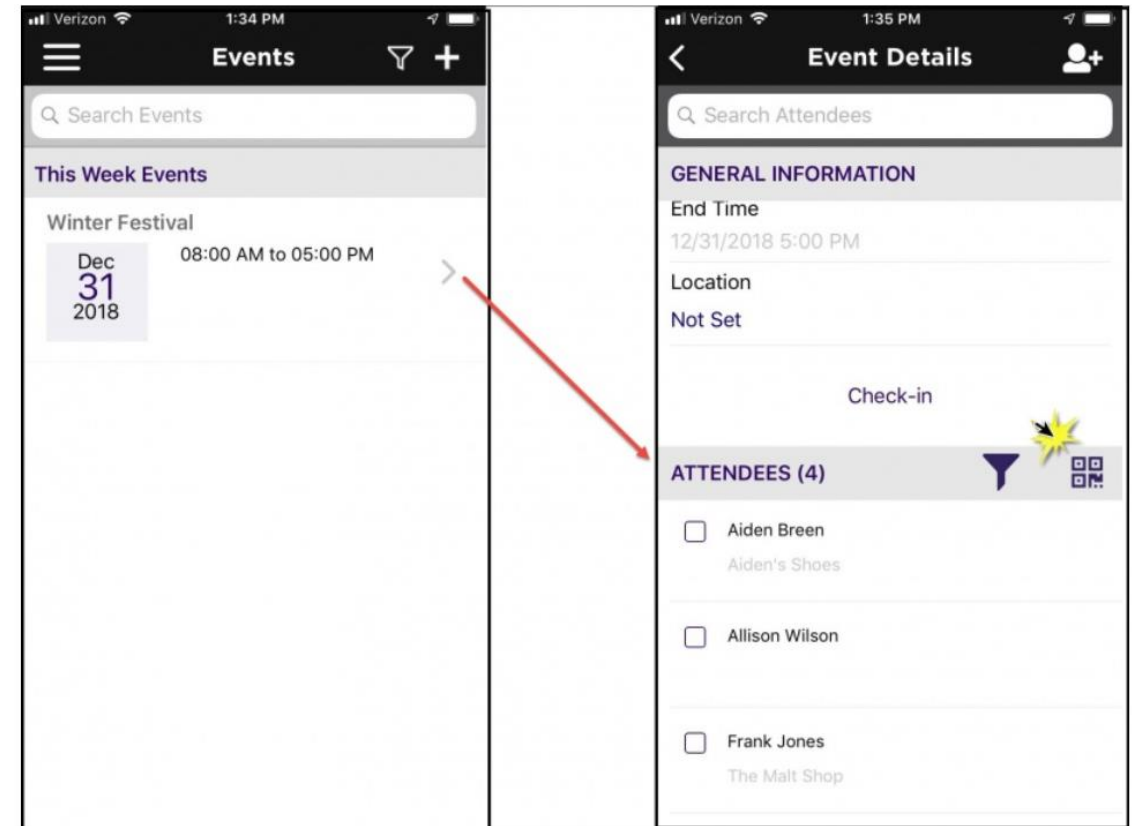 Verizon 1:34 PM
Events
Search Events
This Week Events
Winter Festival
Dec
31
2018
08:00 AM to 05:00 PM
Verizon 1:35 PM
Event Details
Search Attendees
GENERAL INFORMATION
End Time
12/31/2018 5:00 PM
Location
Not Set
Check-in
ATTENDEES (4)
Aiden Breen
Aiden's Shoes
Allison Wilson
Frank Jones
The Malt Shop